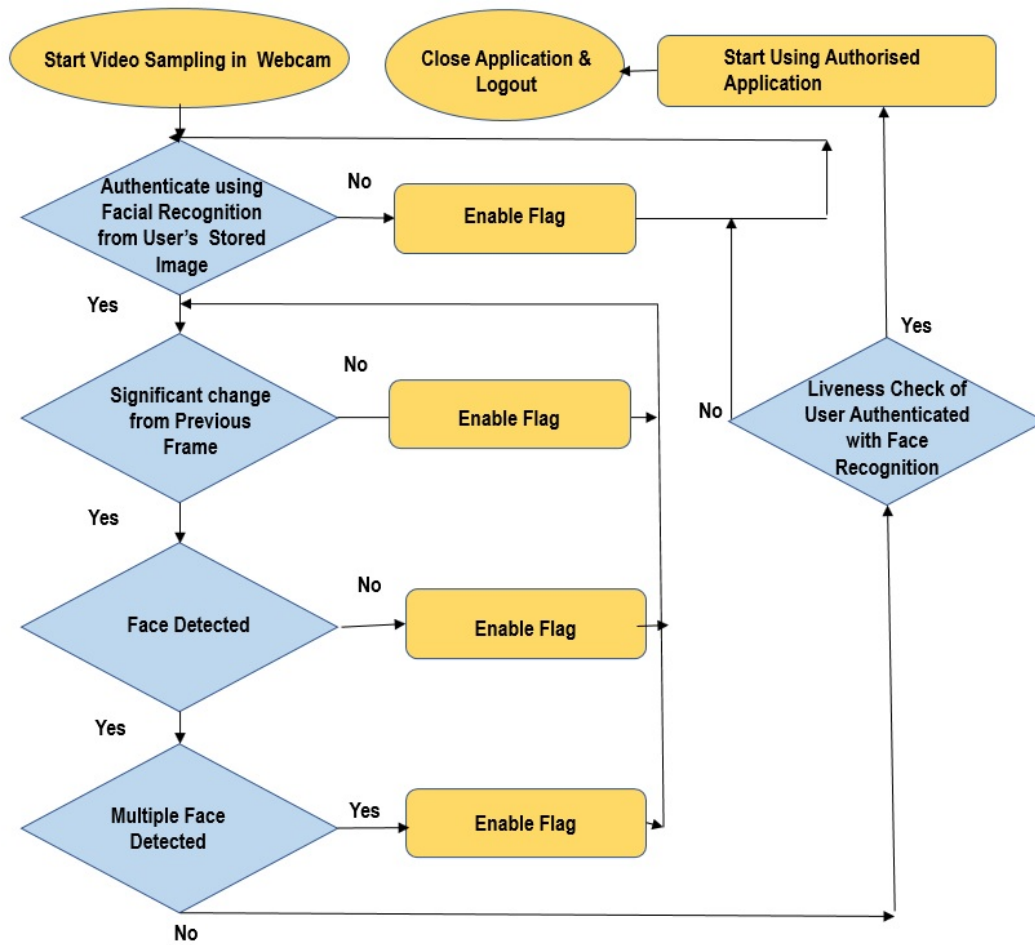 Start Video Sampling in Webcam
Close Application &
Logout
Start Using Authorised
Application
Authenticate using
Facial Recognition
from User's Stored
Image
No
Enable Flag
Yes
Significant change
from Previous
Frame
No
Enable Flag
Yes
Liveness Check of
User Authenticated
with Face
Recognition
No
Yes
Face Detected
No
Enable Flag
Yes
Multiple Face
Detected
Yes
Enable Flag
No